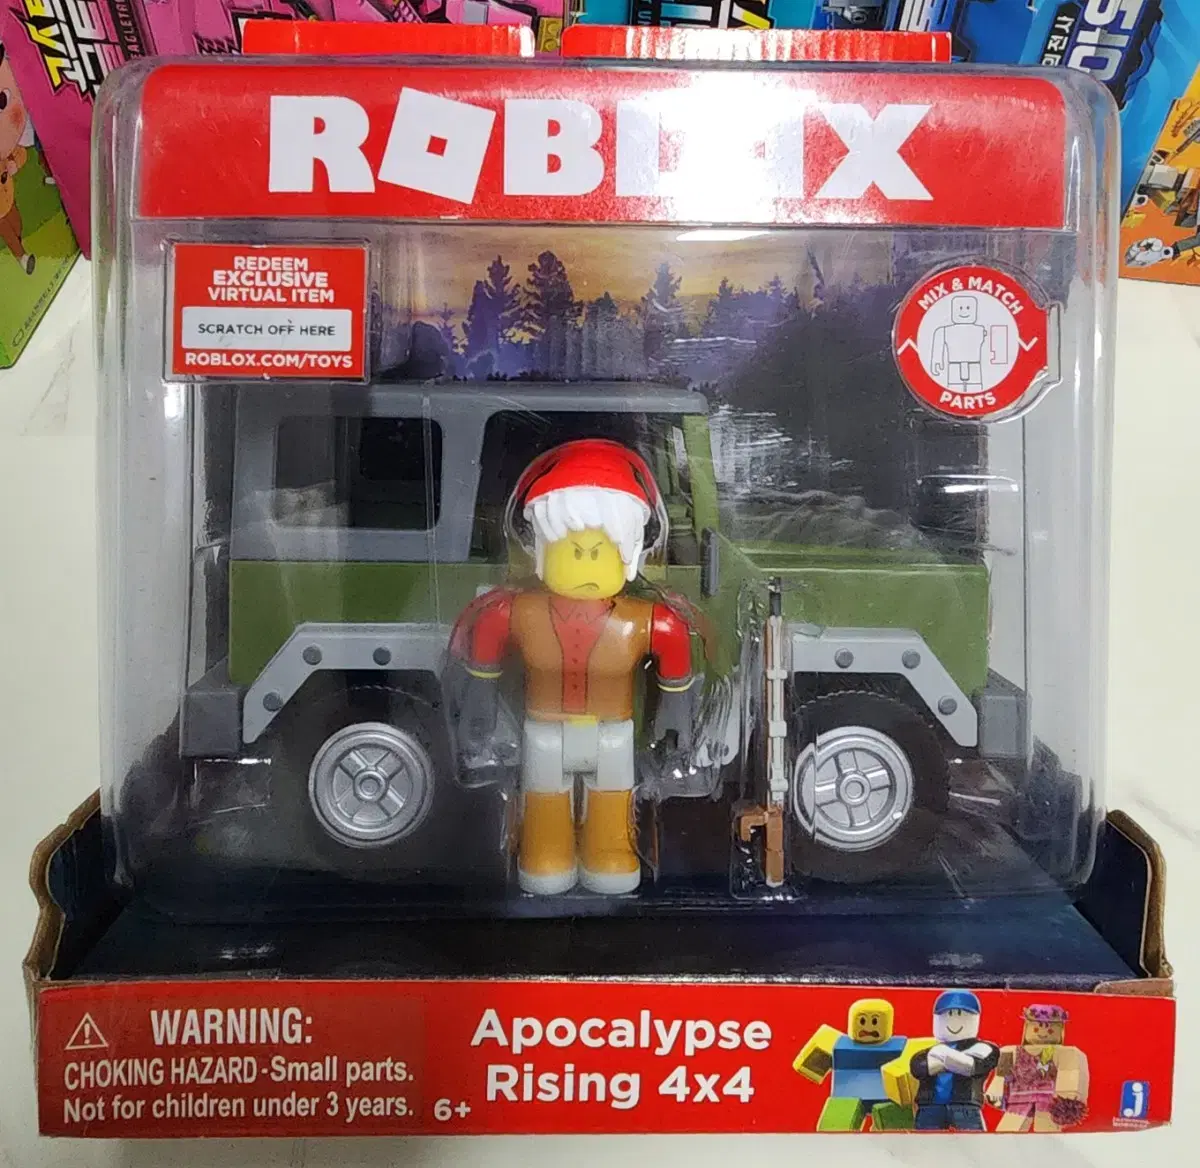 ROBLOX
REDEEM
EXCLUSIVE
VIRTUAL ITEM
SCRATCH OFF HERE
ROBLOX.COM/TOYS
MIX & MATCH
PARTS
WARNING:
CHOKING HAZARD-Small parts.
Not for children under 3 years.
6+
Apocalypse
Rising 4x4